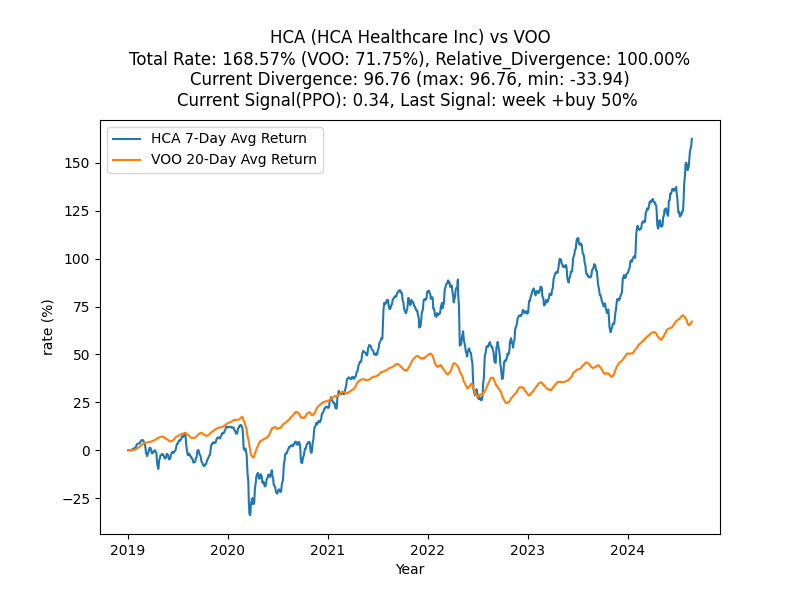 HCA (HCA Healthcare Inc) vs VOO
Total Rate: 168.57% (VOO: 71.75%), Relative_Divergence: 100.00%
Current Divergence: 96.76 (max: 96.76, min: -33.94)
Current Signal(PPO): 0.34, Last Signal: week +buy 50%
HCA 7-Day Avg Return
VOO 20-Day Avg Return
150
125
100
75
50
25
0
−25
rate (%)
2019 2020 2021 2022 2023 2024
Year